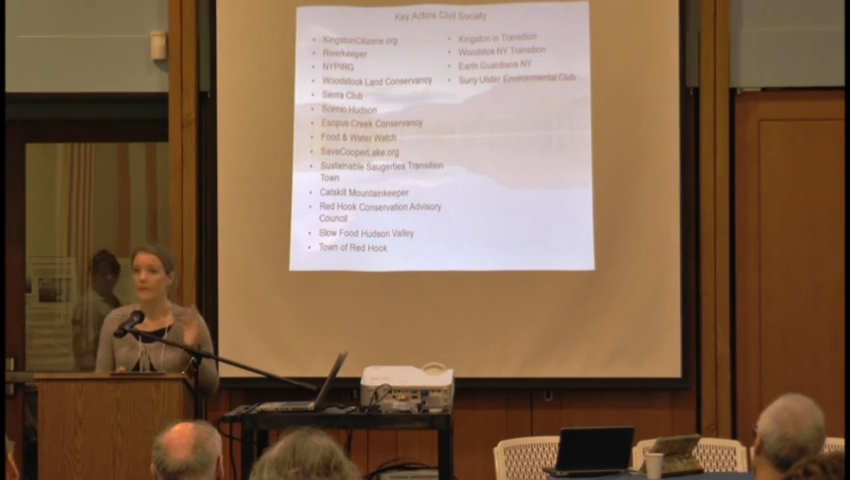 Key Actors Civil Society
• KingstonCitizens.org
• Riverkeeper
• NYPIRG
• Woodstock Land Conservancy
• Sierra Club
• Scenic Hudson
• Esopus Creek Conservancy
• Food & Water Watch
• SaveCooperLake.org
• Sustainable Saugerties Transition
Town
• Catskill Mountainkeeper
• Red Hook Conservation Advisory
Council
• Slow Food Hudson Valley
• Town of Red Hook
• Kingston in Transition
• Woodstok NY Transition
• Earth Guardians NY
• Suny Ulster Environmental Club